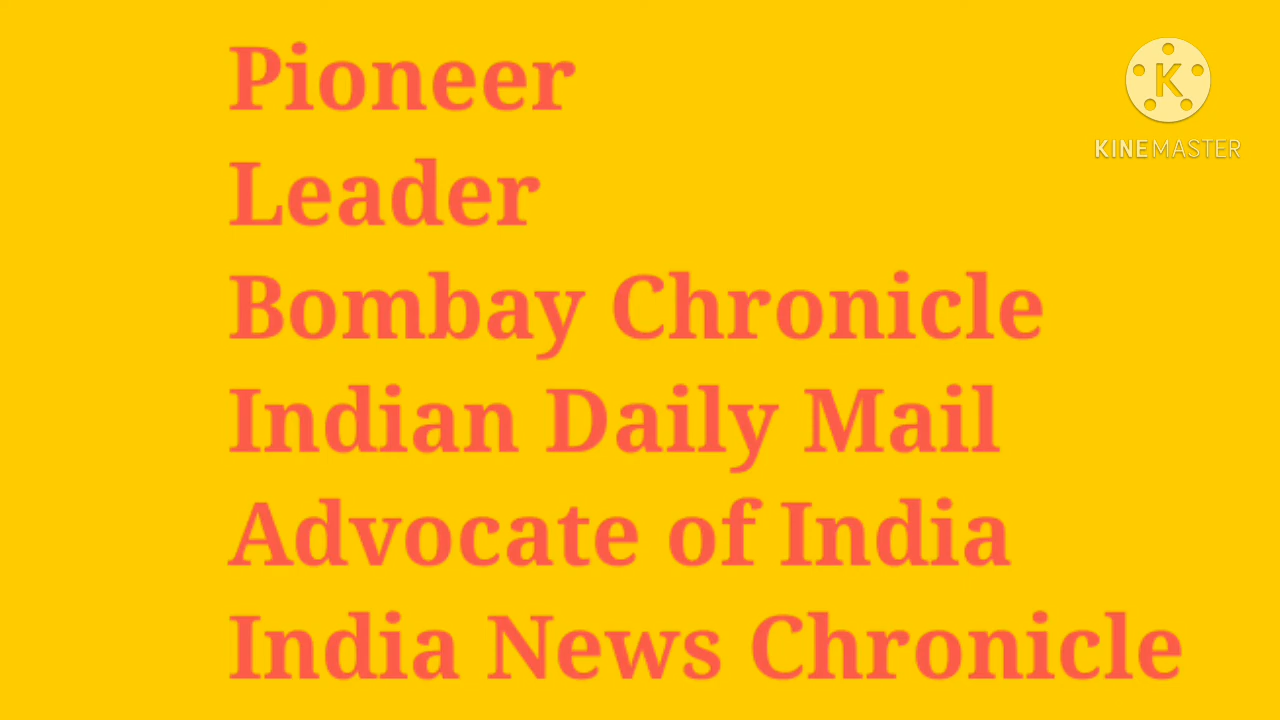 Pioneer
Leader
Bombay Chronicle
Indian Daily Mail
Advocate of India
India News Chronicle
K
KINEMASTER